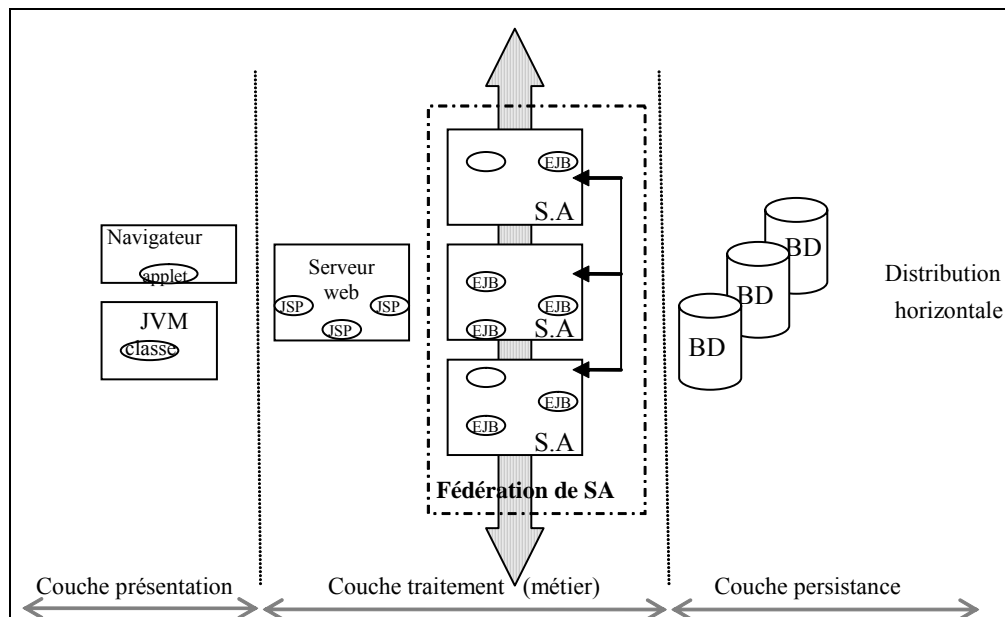 EJB
S.A
Navigateur
applet
JVM
classe
Serveur
web
JSP
JSP
JSP
EJB
EJB
EJB
S.A
EJB
EJB
S.A
Fédération de SA
BD
BD
BD
Distribution
horizontale
Couche présentation
Couche traitement (métier)
Couche persistance